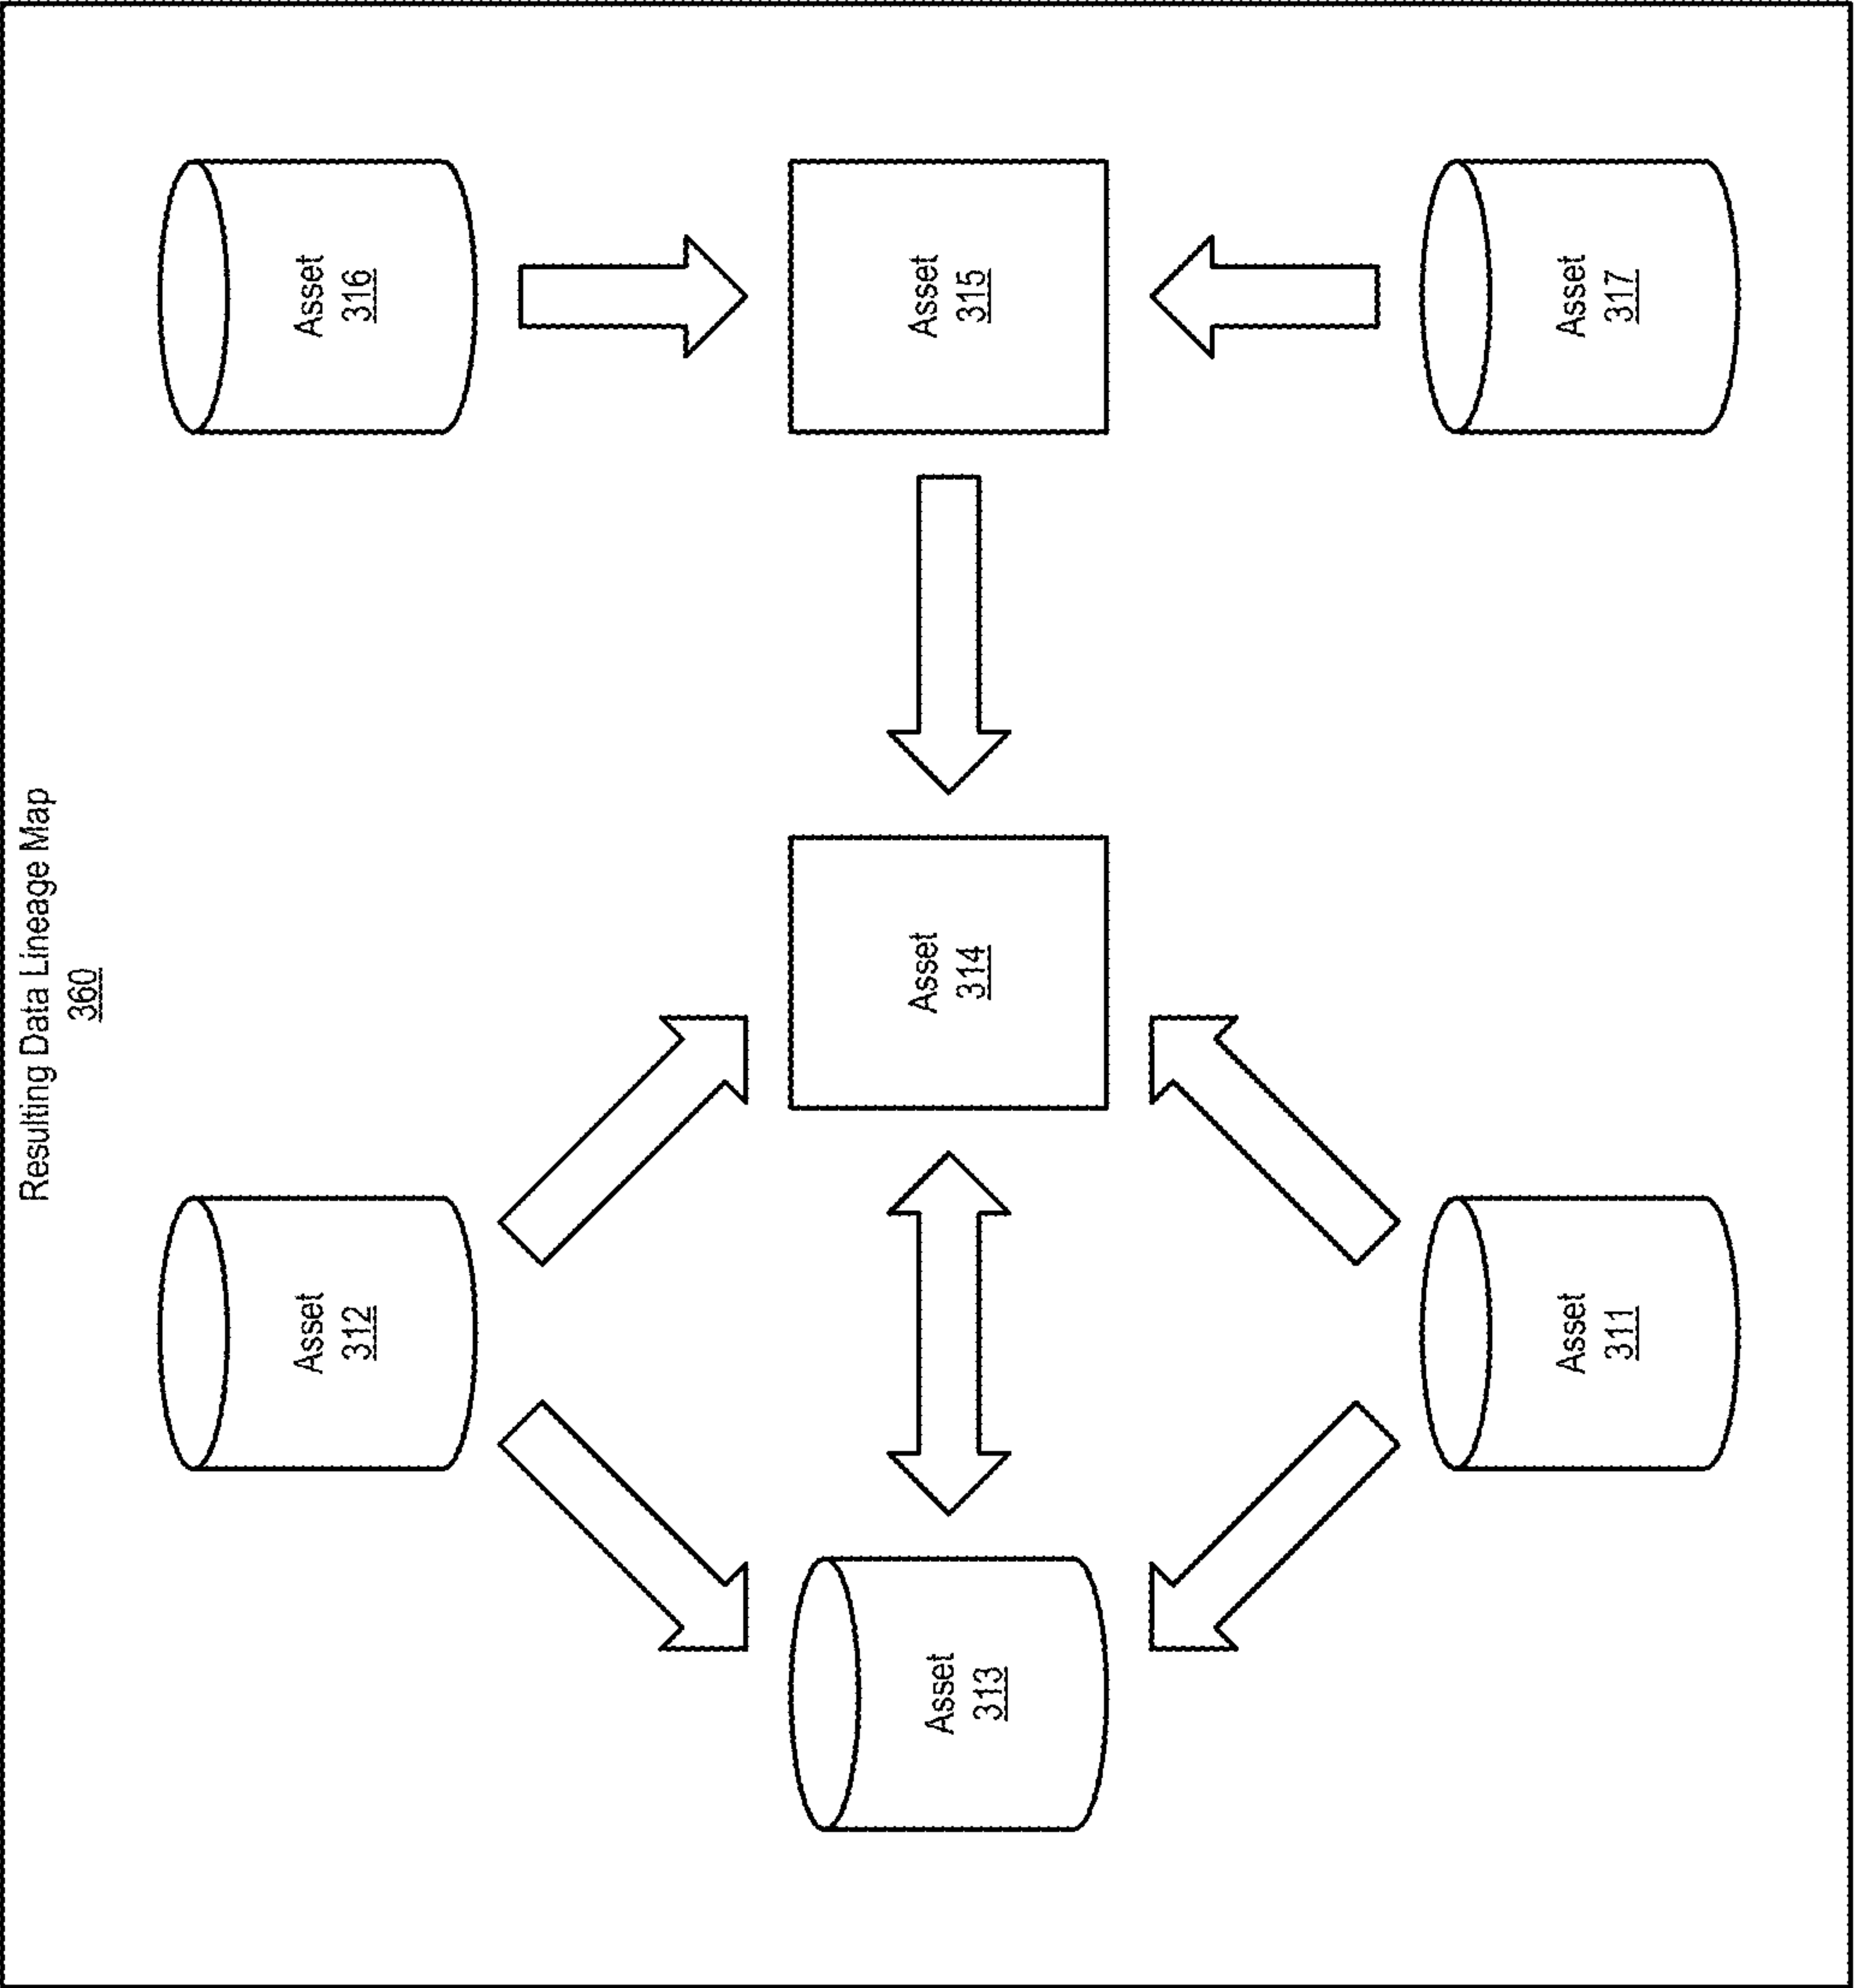 Resulting Data Lineage Map
360
Asset
312
Asset
316
Asset
313
Asset
314
Asset
315
Asset
311
Asset
317